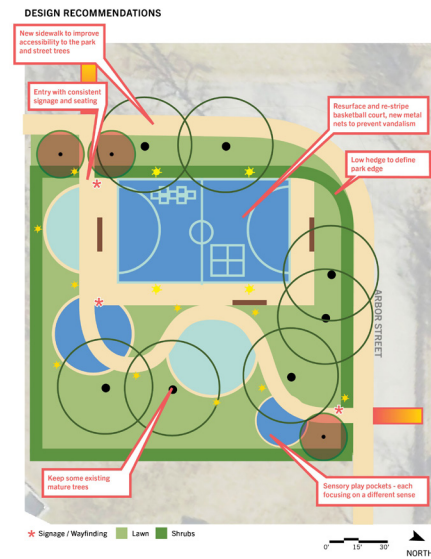 DESIGN RECOMMENDATIONS
New sidewalk to improve
accessibility to the park
and street trees
Entry with consistent
signage and seating
Resurface and re-stripe
basketball court, new metal
nets to prevent vandalism
Low hedge to define
park edge
ARBOR STREET
Keep some existing
mature trees
Sensory play pockets - each
focusing on a different sense
Signage / Wayfinding
Lawn
Shrubs
0' 15' 30'
NORTH